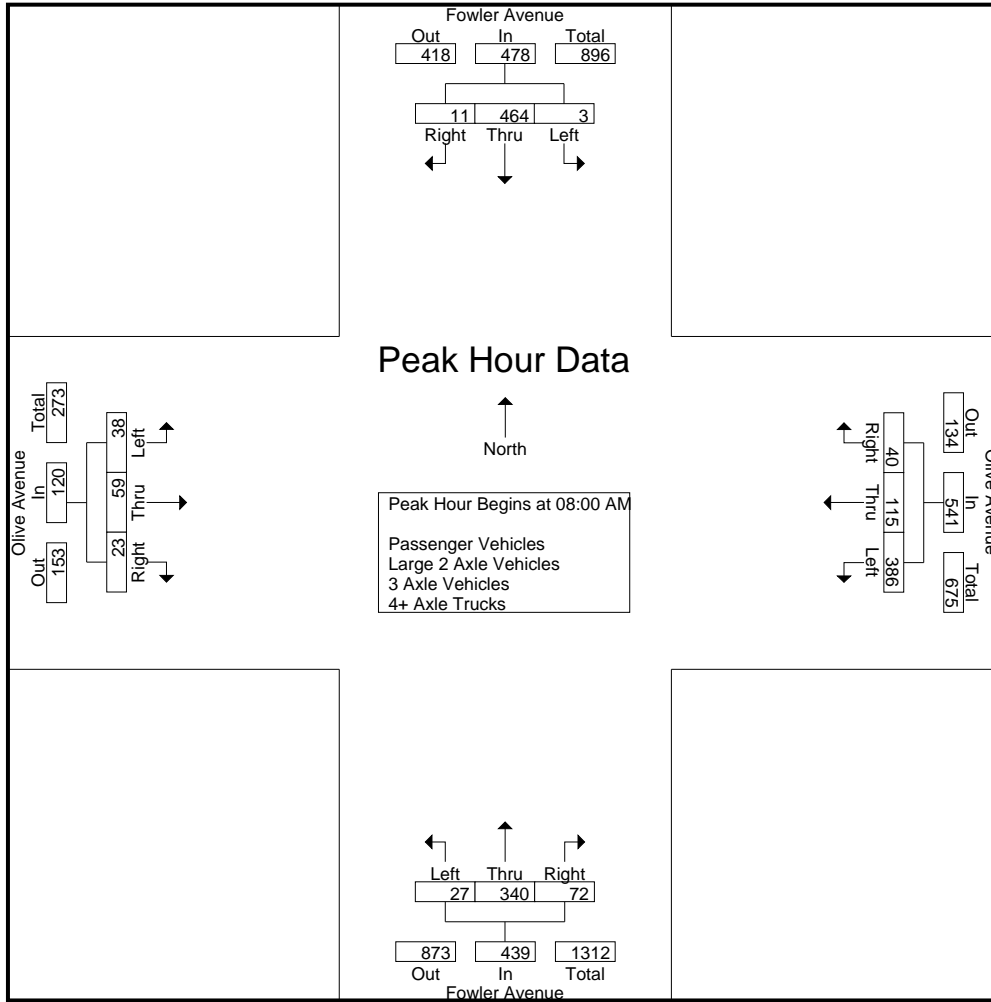 Fowler Avenue
Out In Total
418 478 896
11 464 3
Right Thru Left
Peak Hour Data
North
Peak Hour Begins at 08:00 AM
Passenger Vehicles
Large 2 Axle Vehicles
3 Axle Vehicles
4+ Axle Trucks
Olive Avenue
Out In Total
153 120 273
38 59 23
Left Thru Right
Olive Avenue
Out In Total
134 541 675
40 115 386
Right Thru Left
Left Thru Right
27 340 72
873 439 1312
Out In Total
Fowler Avenue